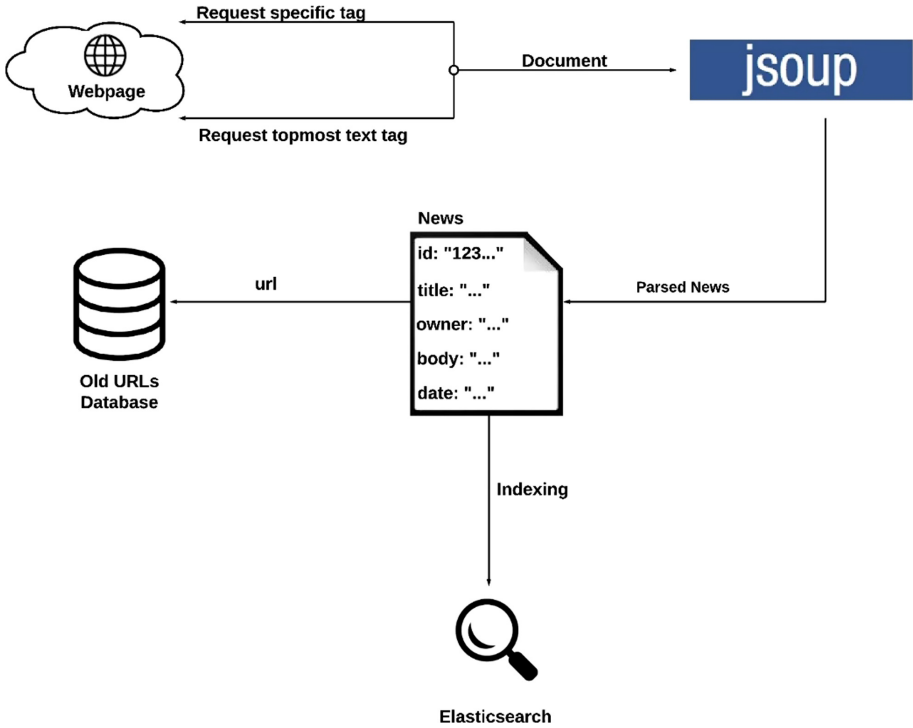 Request specific tag
Webpage
Document
jsoup
Request topmost text tag
News
id: "123..."
title: "..."
owner: "..."
body: "..."
date: "..."
url
Parsed News
Old URLs
Database
Indexing
Elasticsearch